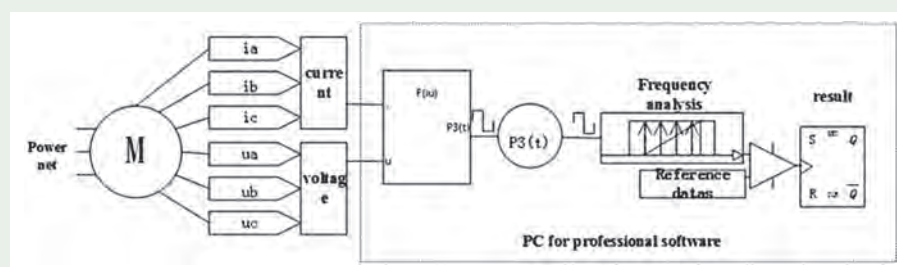 Power
net
M
ia
ib
ic
ua
ub
uc
curre
nt
voltag
e
F(iu)
u
P3(t)
P3(t)
Frequency
analysis
Reference
datas
result
S Q
R Q
PC for professional software